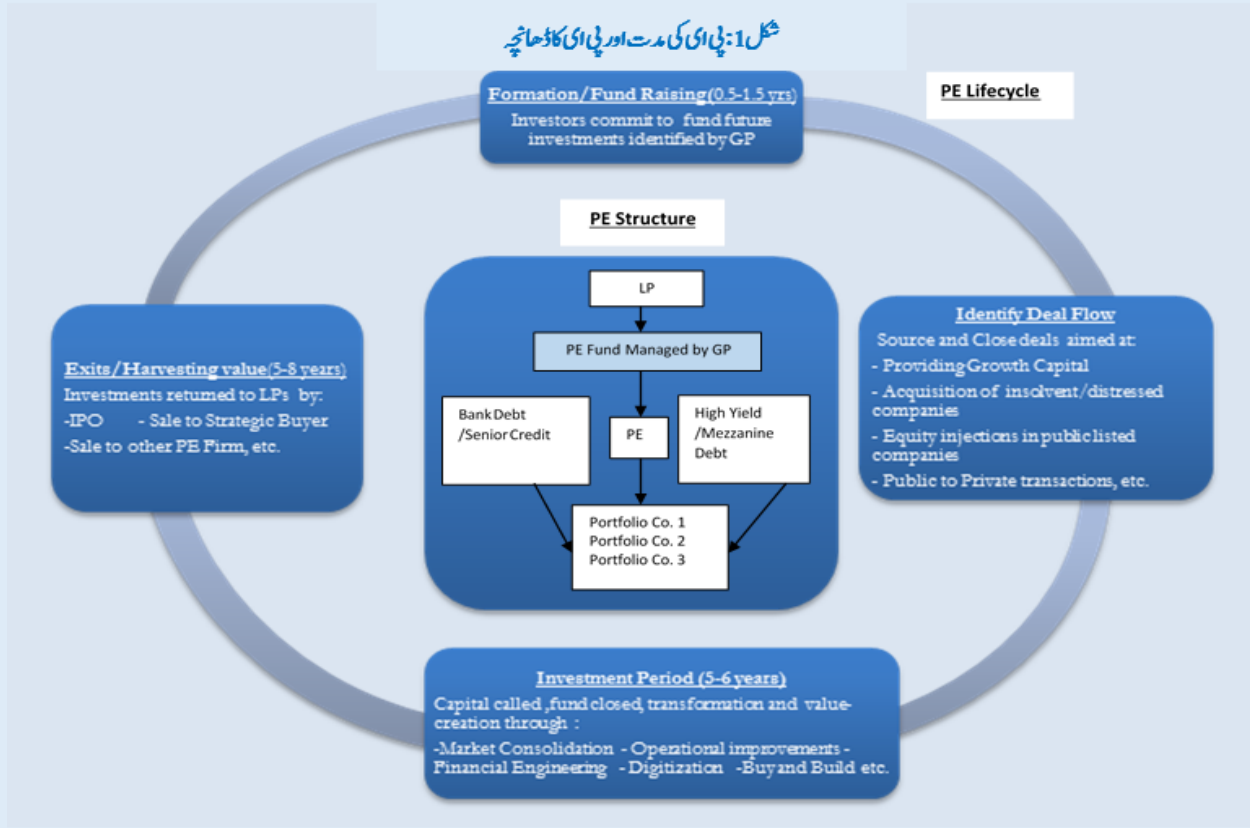 شکل 1: پی ای کی مدت اور پی ای کا ڈھانچہ
PE Lifecycle
Formation/Fund Raising(0.5-1.5 yrs)
Investors commit to fund future
investments identified by GP
PE Structure
LP
PE Fund Managed by GP
Bank Debt
/Senior Credit
PE
High Yield
/Mezzanine
Debt
Portfolio Co. 1
Portfolio Co. 2
Portfolio Co. 3
Identify Deal Flow
Source and Close deals aimed at:
- Providing Growth Capital
- Acquisition of insolvent/distressed
companies
- Equity injections in public listed
companies
- Public to Private transactions, etc.
Investment Period (5-6 years)
Capital called ,fund closed, transformation and value-
creation through :
-Market Consolidation - Operational improvements -
Financial Engineering - Digitization -Buy and Build etc.
Exits/Harvesting value(5-8 years)
Investments returned to LPs by:
-IPO - Sale to Strategic Buyer
-Sale to other PE Firm, etc.